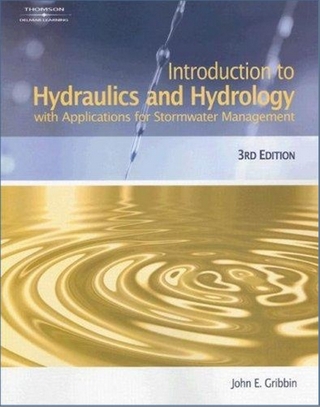 THOMSON
DELMAR LEARNING
Introduction to
Hydraulics and Hydrology
with Applications for Stormwater Management
3RD EDITION
John E. Gribbin